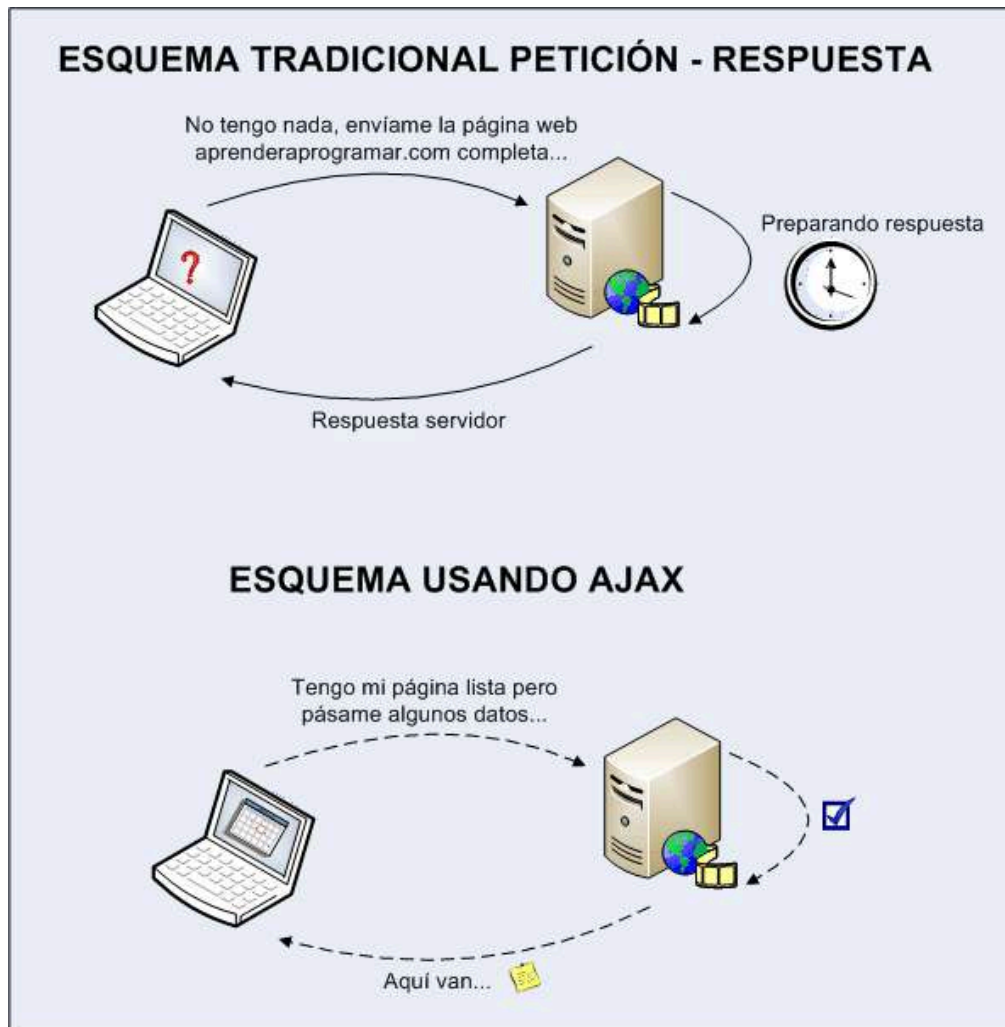 ESQUEMA TRADICIONAL PETICIÓN - RESPUESTA
No tengo nada, envíame la página web
aprenderaprogramar.com completa...
Preparando respuesta
?
Respuesta servidor
ESQUEMA USANDO AJAX
Tengo mi página lista pero
pásame algunos datos...
Aquí van...